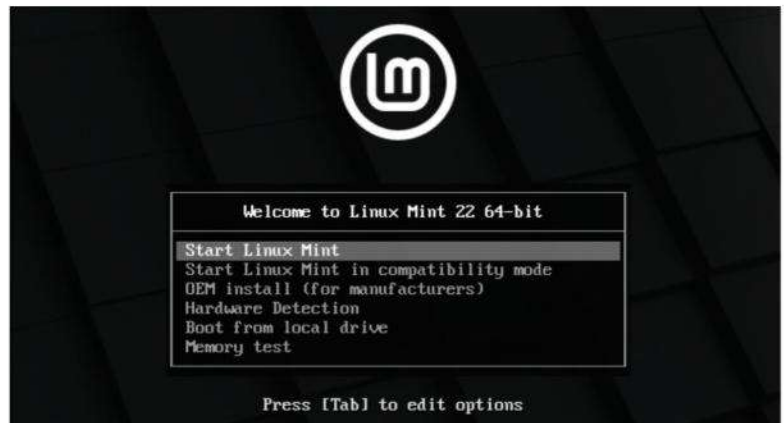 lm
Welcome to Linux Mint 22 64-bit
Start Linux Mint
Start Linux Mint in compatibility mode
OEM install (for manufacturers)
Hardware Detection
Boot from local drive
Memory test
Press [Tab] to edit options